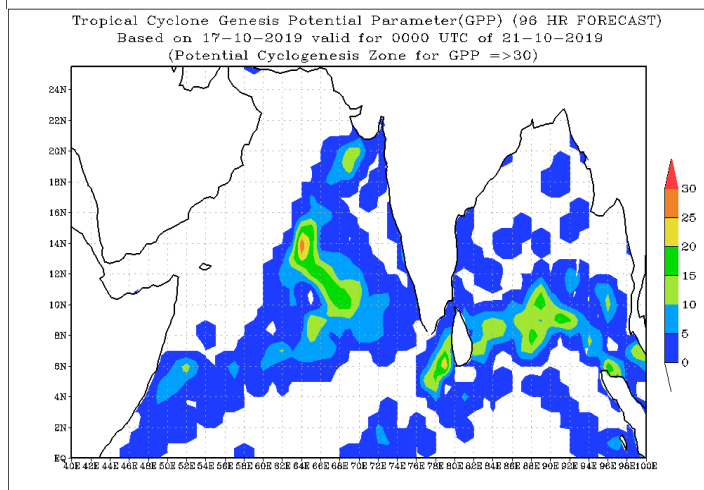 Tropical Cyclone Genesis Potential Parameter(GPP) (96 HR FORECAST)
Based on 17-10-2019 valid for 0000 UTC of 21-10-2019
(Potential Cyclogenesis Zone for GPP =>30)
24N
22N
20N
18N
16N
14N
12N
10N
8N
6N
4N
2N
EQ
40E 42E 44E 46E 48E 50E 52E 54E 56E 58E 60E 62E 64E 66E 68E 70E 72E 74E 76E 78E 80E 82E 84E 86E 88E 90E 92E 94E 96E 98E 100E
30
25
20
15
10
5
0